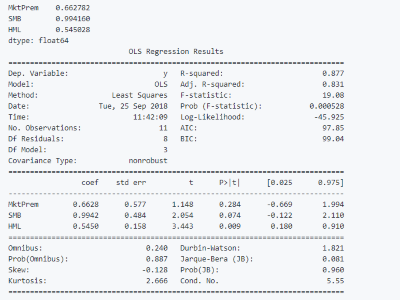 MktPrem    0.662782
SMB        0.994160
HML        0.545028
dtype: float64
OLS Regression Results
==============================================================================
Dep. Variable:                      y   R-squared:                       0.877
Model:                            OLS   Adj. R-squared:                  0.831
Method:                 Least Squares   F-statistic:                     19.08
Date:                Tue, 25 Sep 2018   Prob (F-statistic):           0.000528
Time:                        11:42:09   Log-Likelihood:                -45.925
No. Observations:                  11   AIC:                             97.85
Df Residuals:                       8   BIC:                             99.04
Df Model:                           3
Covariance Type:            nonrobust
==============================================================================
coef    std err          t      P>|t|      [0.025      0.975]
------------------------------------------------------------------------------
MktPrem        0.6628      0.577      1.148      0.284      -0.669       1.994
SMB            0.9942      0.484      2.054      0.074      -0.122       2.110
HML            0.5450      0.158      3.443      0.009       0.180       0.910
==============================================================================
Omnibus:                        0.240   Durbin-Watson:                   1.821
Prob(Omnibus):                  0.887   Jarque-Bera (JB):                0.081
Skew:                          -0.128   Prob(JB):                        0.960
Kurtosis:                       2.666   Cond. No.                         5.55
==============================================================================